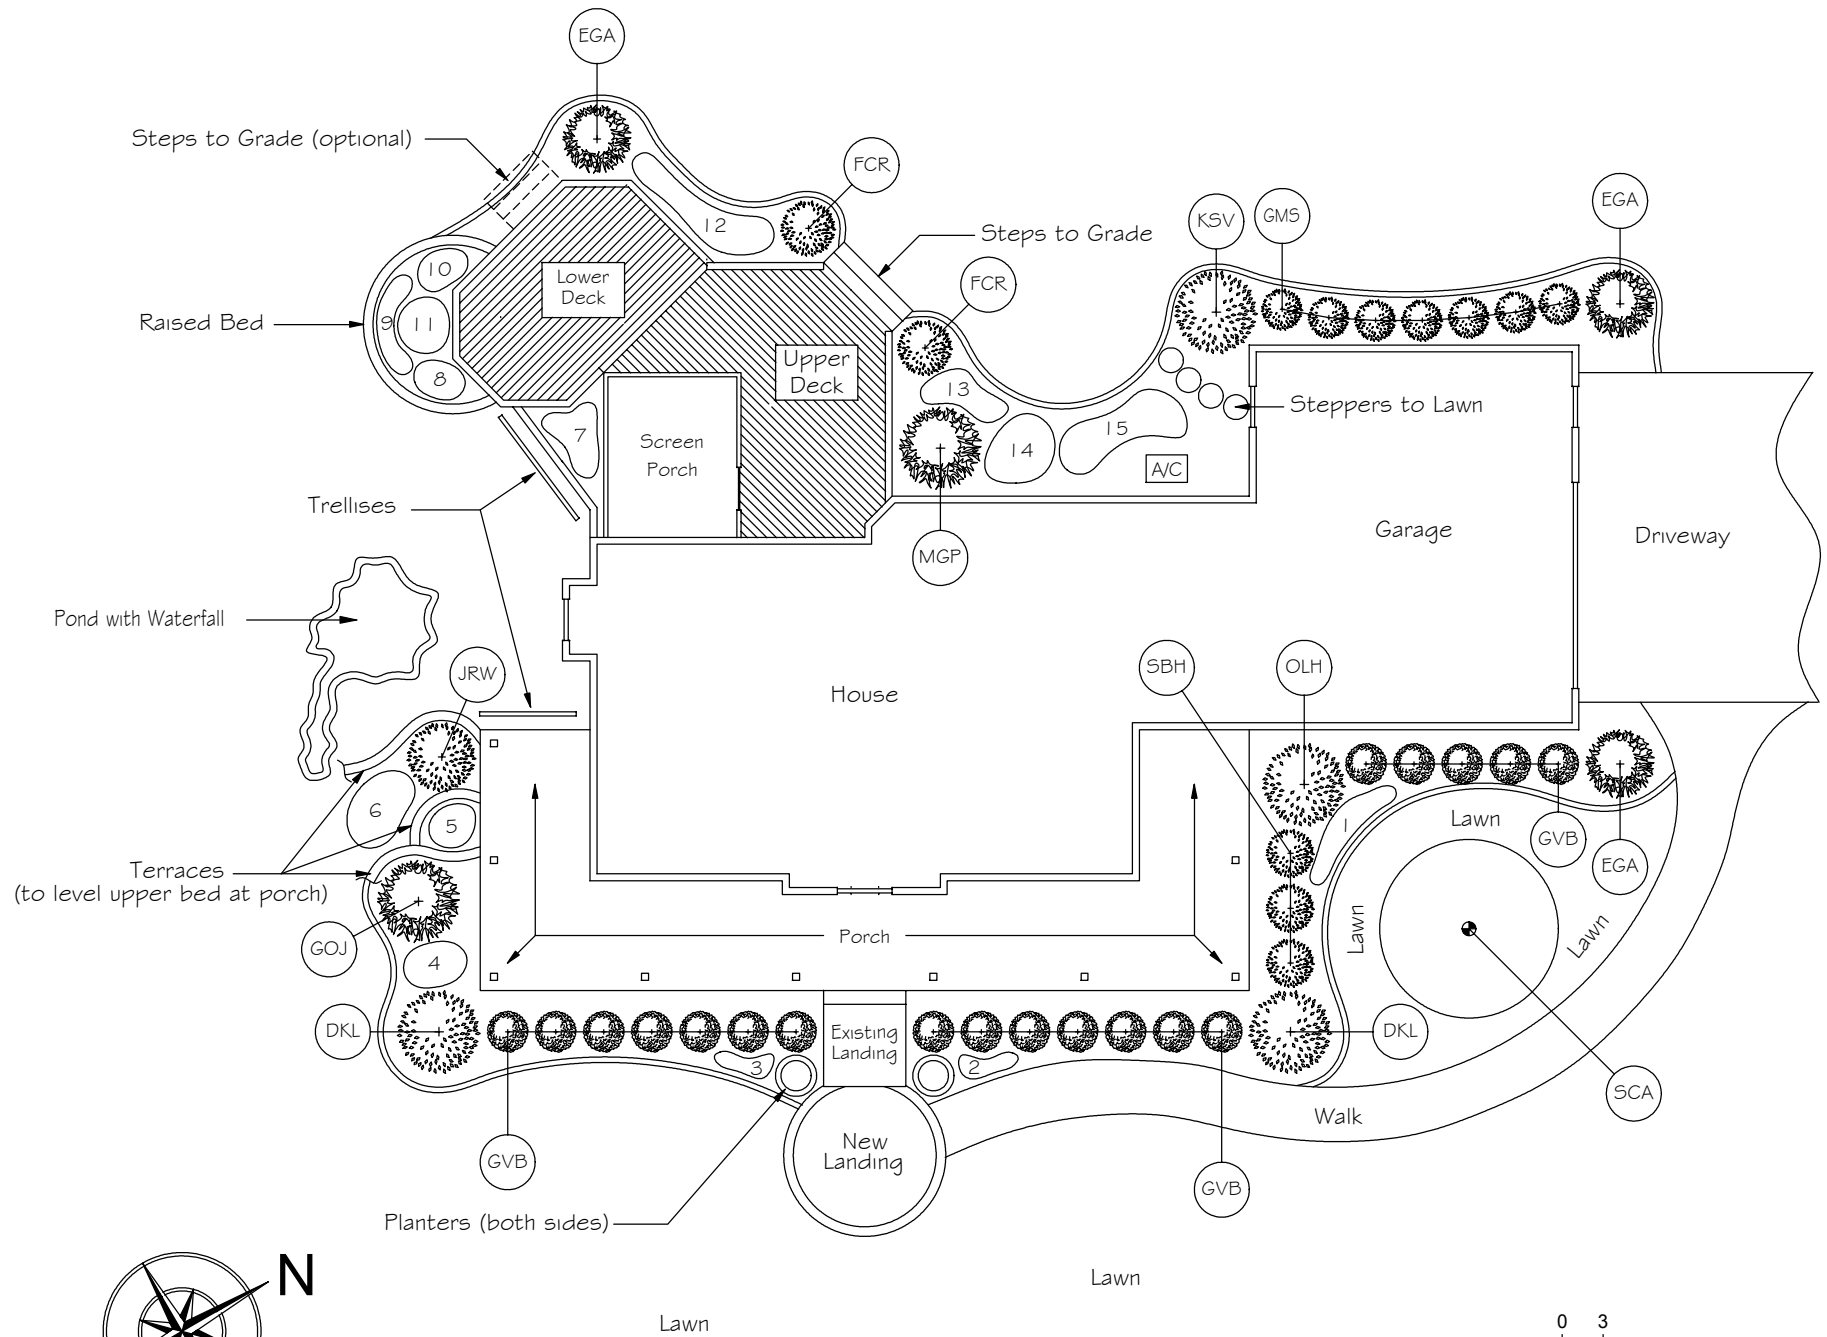 EGA
Steps to Grade (optional)
FCR
EGA
KSV
GMS
12
Steps to Grade
10
Lower
Deck
FCR
Raised Bed
9
11
Upper
Deck
8
13
Steppers to Lawn
7
Screen
Porch
15
14
A/C
Trellises
Garage
Driveway
MGP
Pond with Waterfall
JRW
SBH
OLH
House
6
5
1
Lawn
GVB
Terraces
(to level upper bed at porch)
EGA
Lawn
Lawn
Porch
GOJ
4
DKL
Existing
Landing
DKL
3
2
SCA
Walk
New
Landing
GVB
GVB
Planters (both sides)
N
Lawn
Lawn
0 3